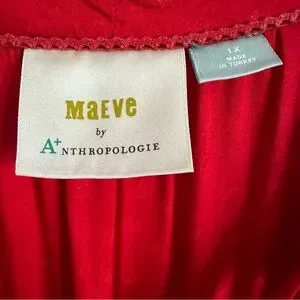 MAEVE
by
A+NTHROPOLOGIE
1X
MADE
IN TURKEY